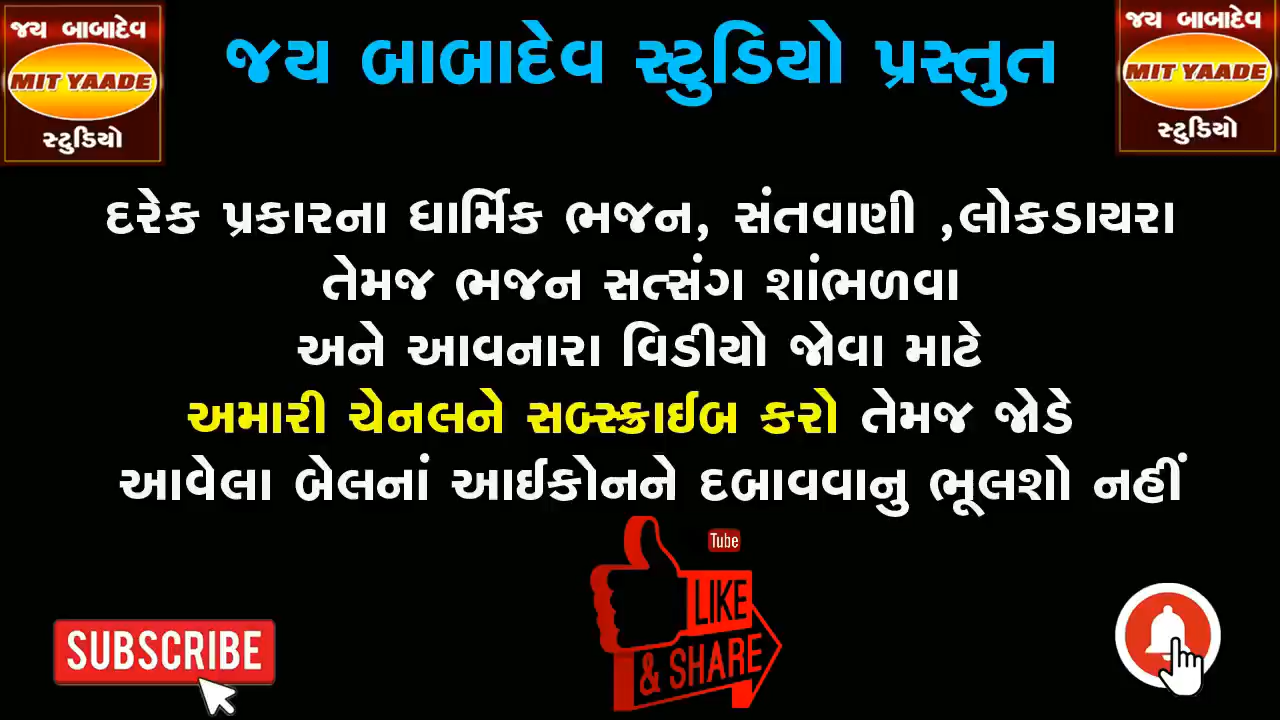 જય બાબાદેવ
MIT YAADE
સ્ટુડિયો
જય બાબાદેવ સ્ટુડિયો પ્રસ્તુત
જય બાબાદેવ
MIT YAADE
સ્ટુડિયો
દરેક પ્રકારના ધાર્મિક ભજન, સંતવાણી ,લોકડાયરા
તેમજ ભજન સત્સંગ શાંભળવા
અને આવનારા વિડીયો જોવા માટે
અમારી ચેનલને સબ્સ્ક્રાઈબ કરો તેમજ જોડે
આવેલા બેલનાં આઈકોનને દબાવવાનુ ભૂલશો નહીં
Tube
LIKE
& SHARE
SUBSCRIBE